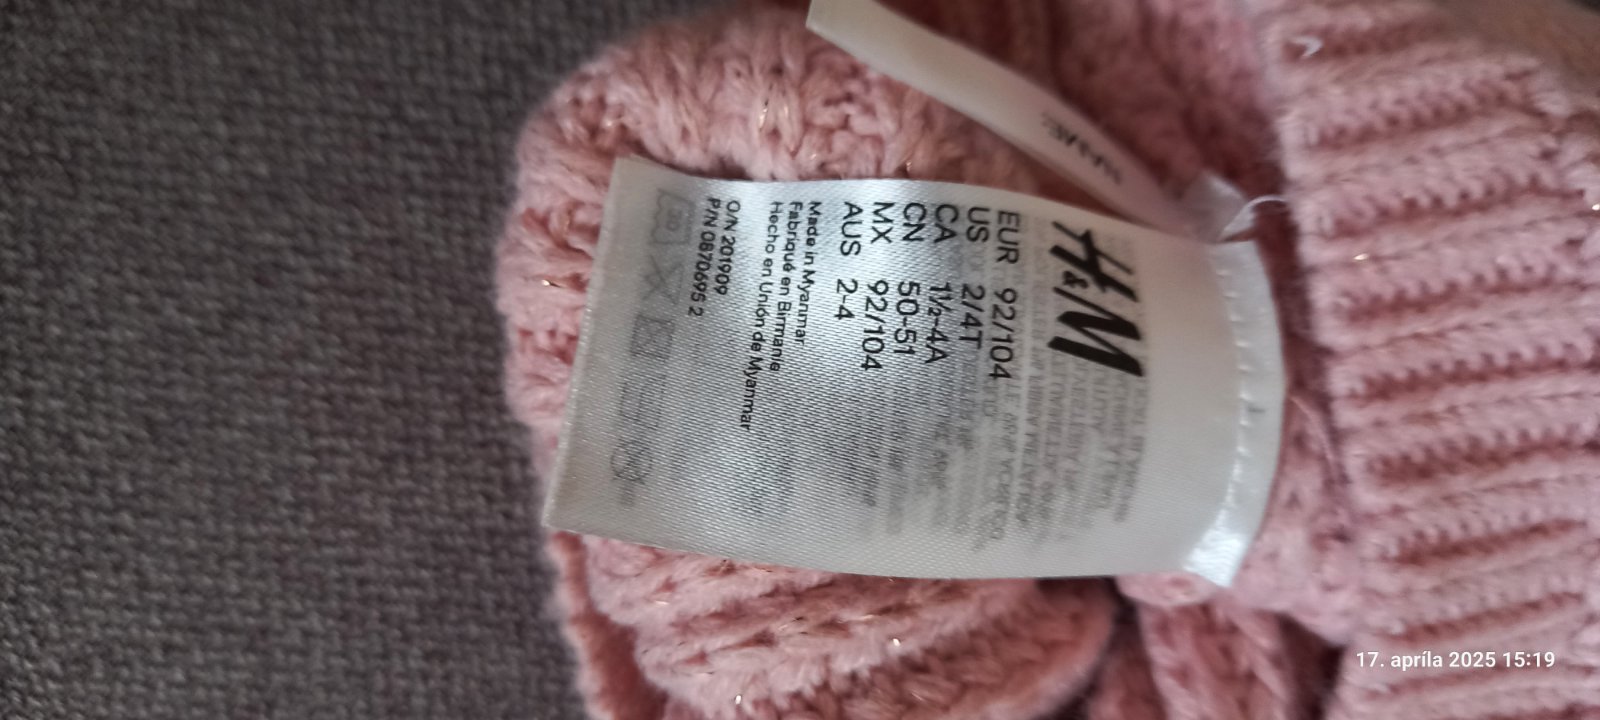 H&M
EUR 92/104
US 2/4T
CA 1½-4A
CN 50-51
MX 92/104
AUS 2-4
Made in Myanmar
Fabriqué en Birmanie
Hecho en Unión de Myanmar
O/N 201909
P/N 0870695 2
17. apríla 2025 15:19